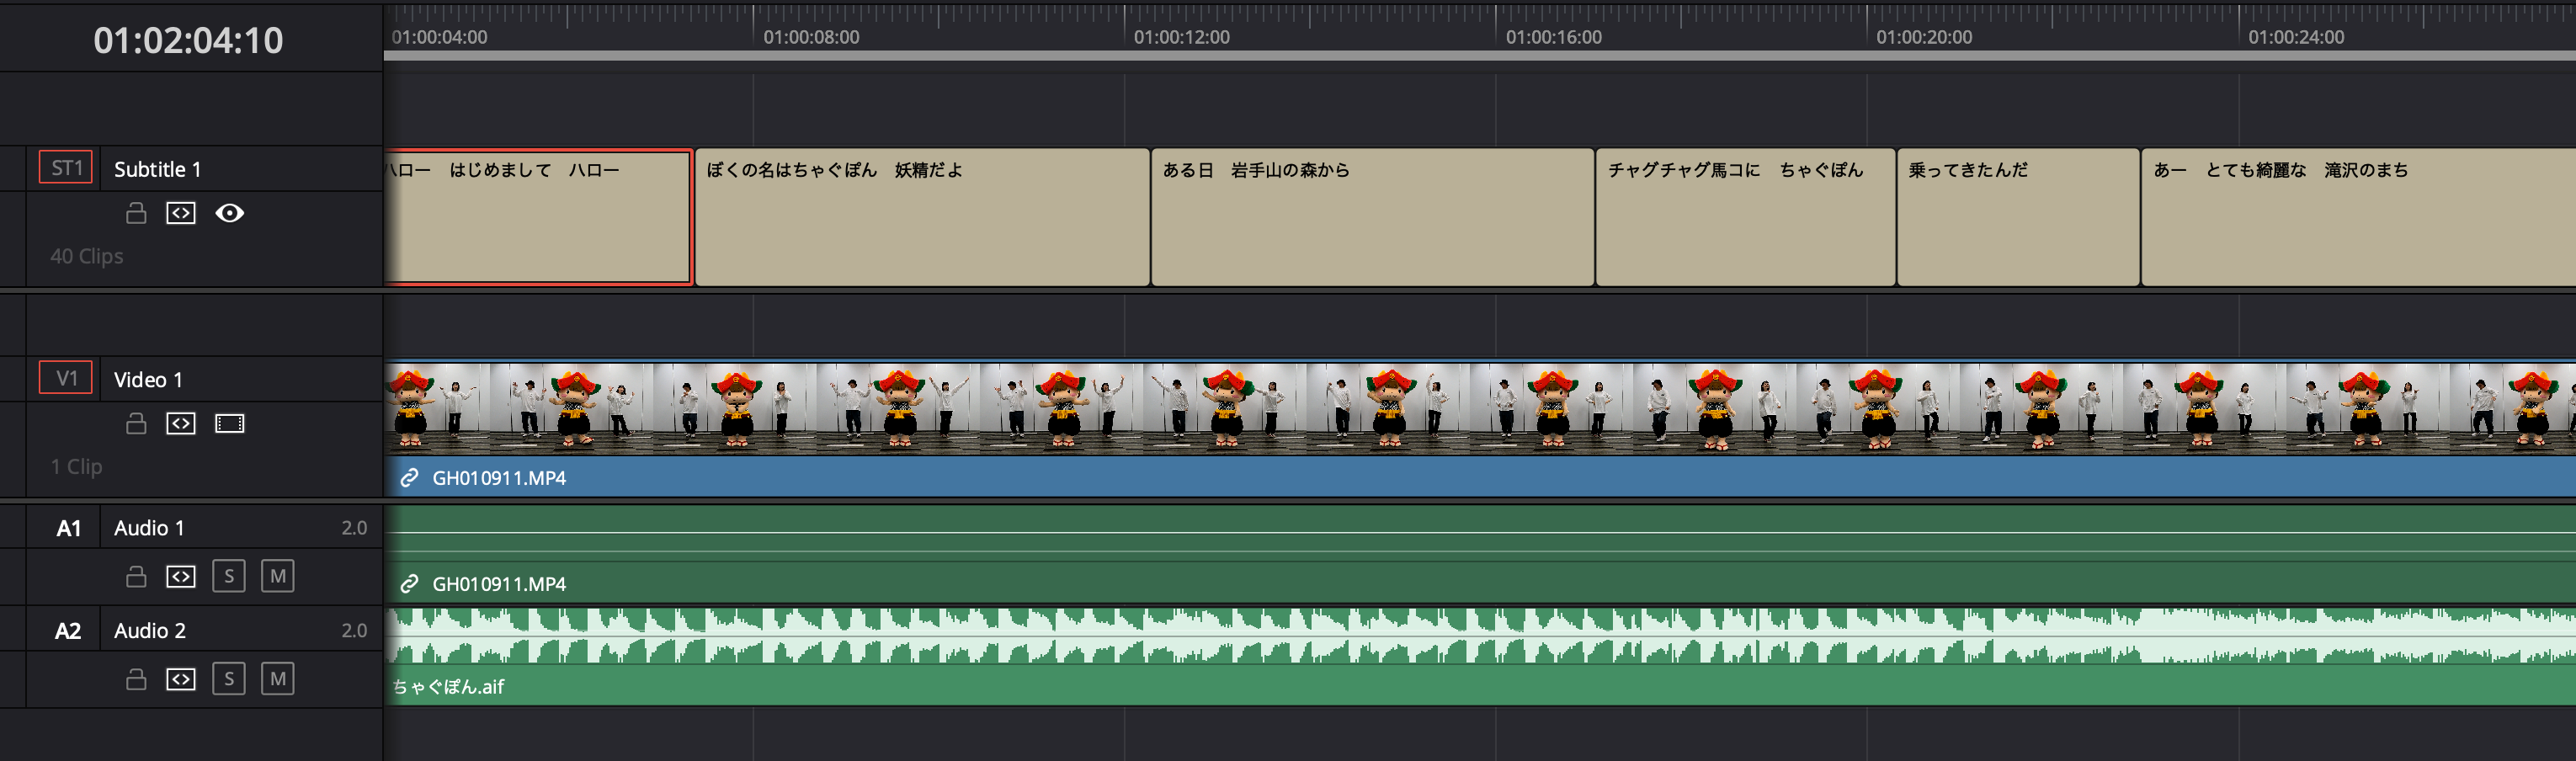 01:02:04:10
01:00:04:00 01:00:08:00 01:00:12:00 01:00:16:00 01:00:20:00 01:00:24:00
ST1 Subtitle 1
40 Clips
ハロー　はじめまして　ハロー
ぼくの名はちゃぐぽん　妖精だよ
ある日　岩手山の森から
チャグチャグ馬コに　ちゃぐぽん
乗ってきたんだ
あー　とても綺麗な　滝沢のまち
V1 Video 1
1 Clip
GH010911.MP4
A1 Audio 1 2.0
S M
GH010911.MP4
A2 Audio 2 2.0
S M
ちゃぐぽん.aif